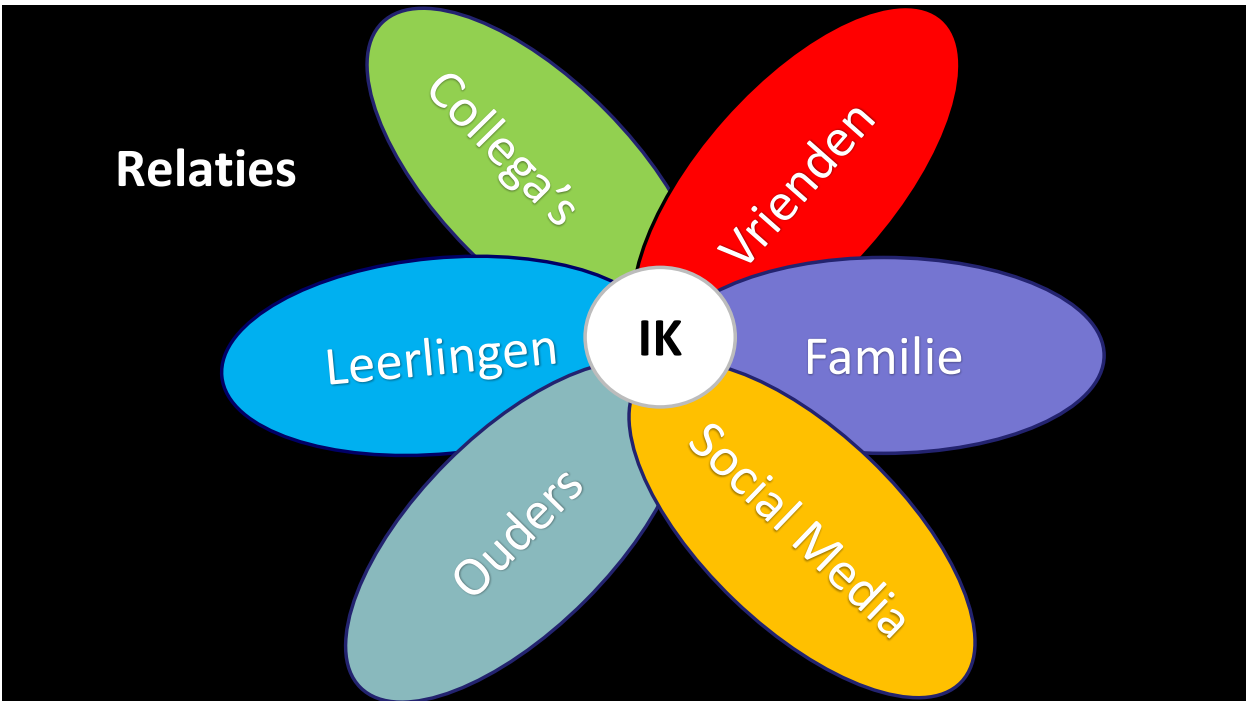 Relaties
Collega’s
Vrienden
Leerlingen
IK
Familie
Ouders
Social Media